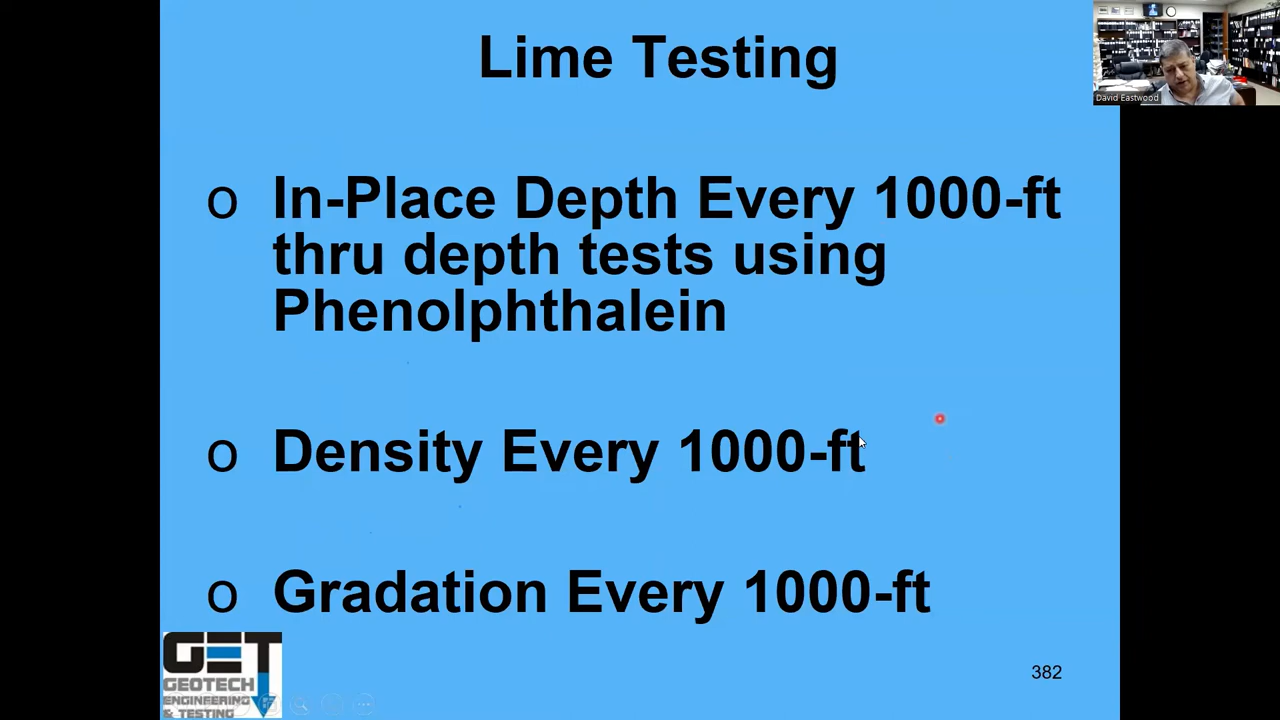 Lime Testing
David Eastwood
o In-Place Depth Every 1000-ft
thru depth tests using
Phenolphthalein
o Density Every 1000-ft
o Gradation Every 1000-ft
GET
GEOTECH
ENGINEERING
& TESTING
382